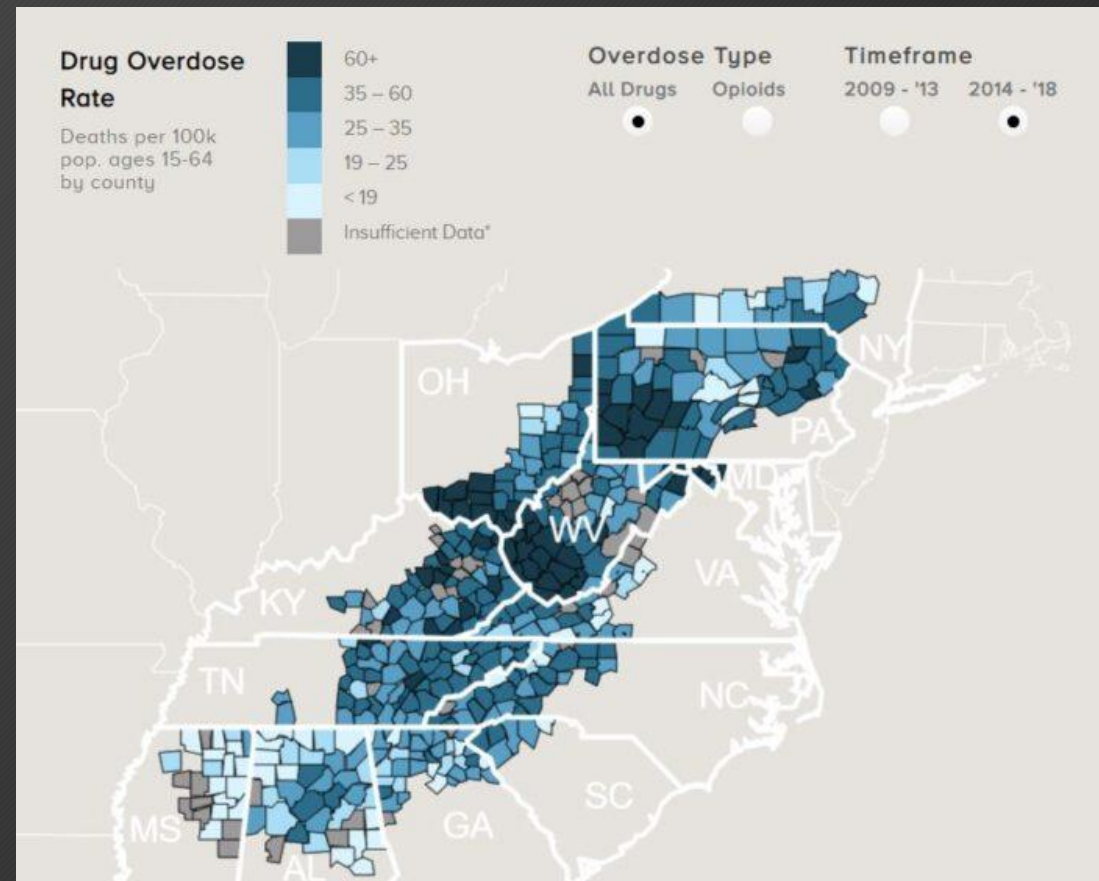 Drug Overdose
Rate
Deaths per 100k
pop. ages 15-64
by county
60+
35 – 60
25 – 35
19 – 25
< 19
Insufficient Data*
Overdose Type
All Drugs
Opioids
Timeframe
2009 - '13
2014 - '18
OH
NY
PA
MD
WV
VA
KY
TN
NC
SC
MS
AL
GA